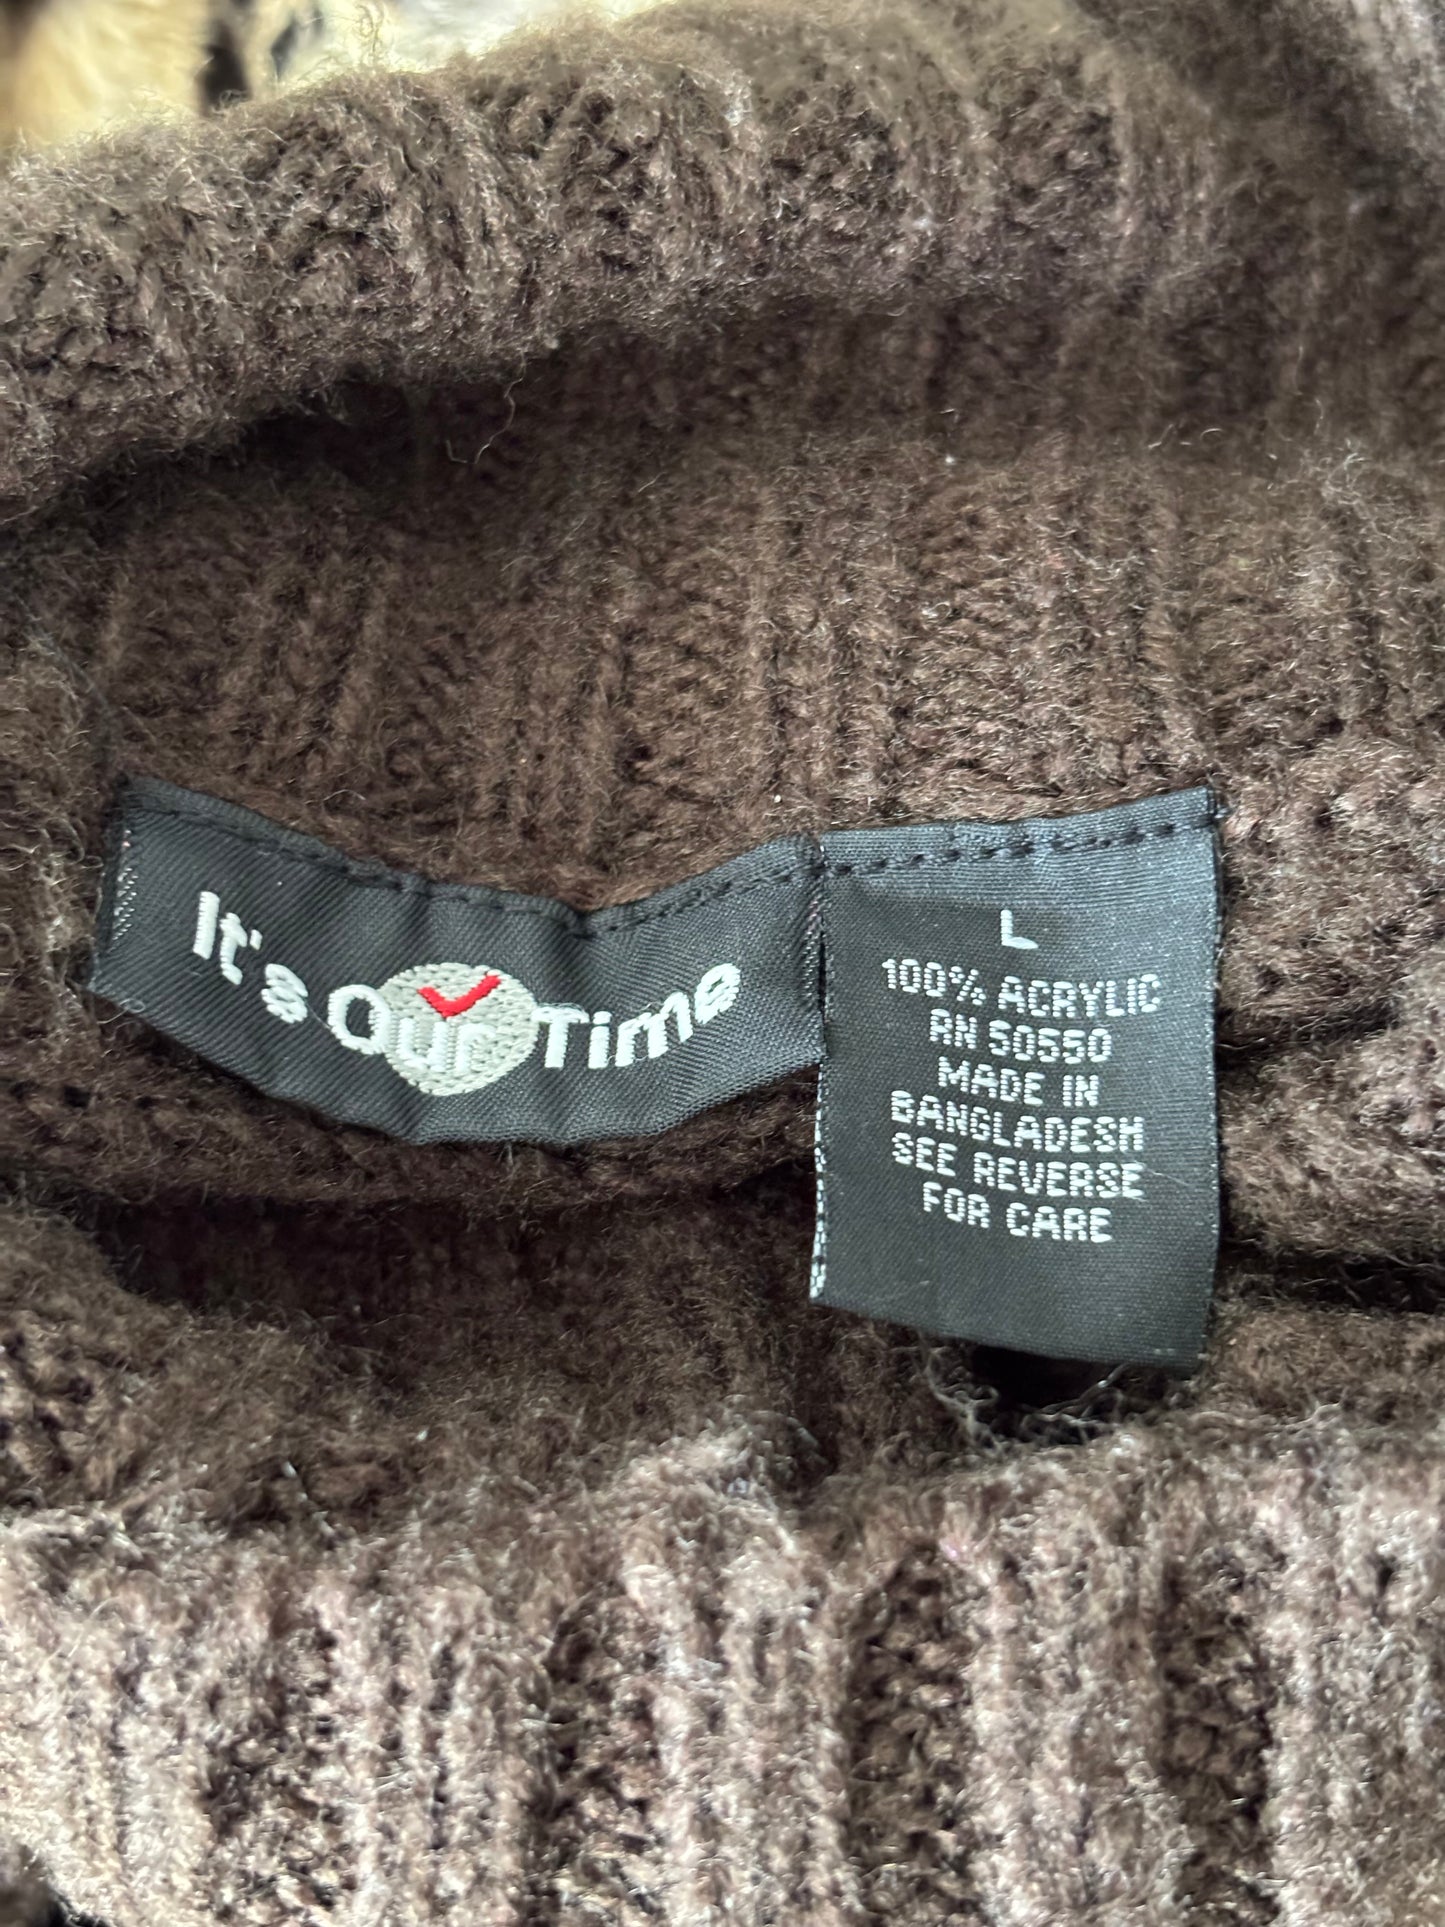 It's Our Time
L
100% ACRYLIC
RN 50550
MADE IN
BANGLADESH
SEE REVERSE
FOR CARE